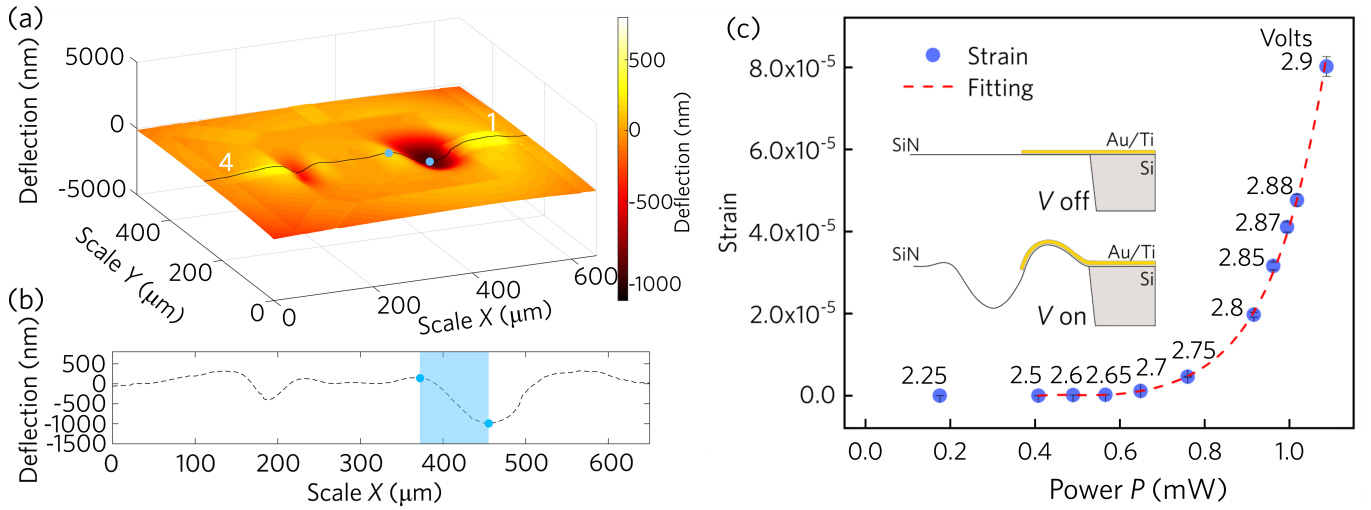 (a)
Deflection (nm)
5000
0
-5000
400
200
0
Scale Y (μm)
0
200
400
600
Scale X (μm)
4
1
500
0
-500
-1000
Deflection (nm)
(b)
Deflection (nm)
500
0
-500
-1000
-1500
0 100 200 300 400 500 600
Scale X (μm)
(c)
Strain
8.0x10-5
6.0x10-5
4.0x10-5
2.0x10-5
0.0
Strain
Fitting
Volts
2.9
2.88
2.87
2.85
2.8
2.75
2.7
2.65
2.6
2.5
2.25
SiN
Au/Ti
Si
V off
SiN
Au/Ti
Si
V on
0.0 0.2 0.4 0.6 0.8 1.0
Power P (mW)